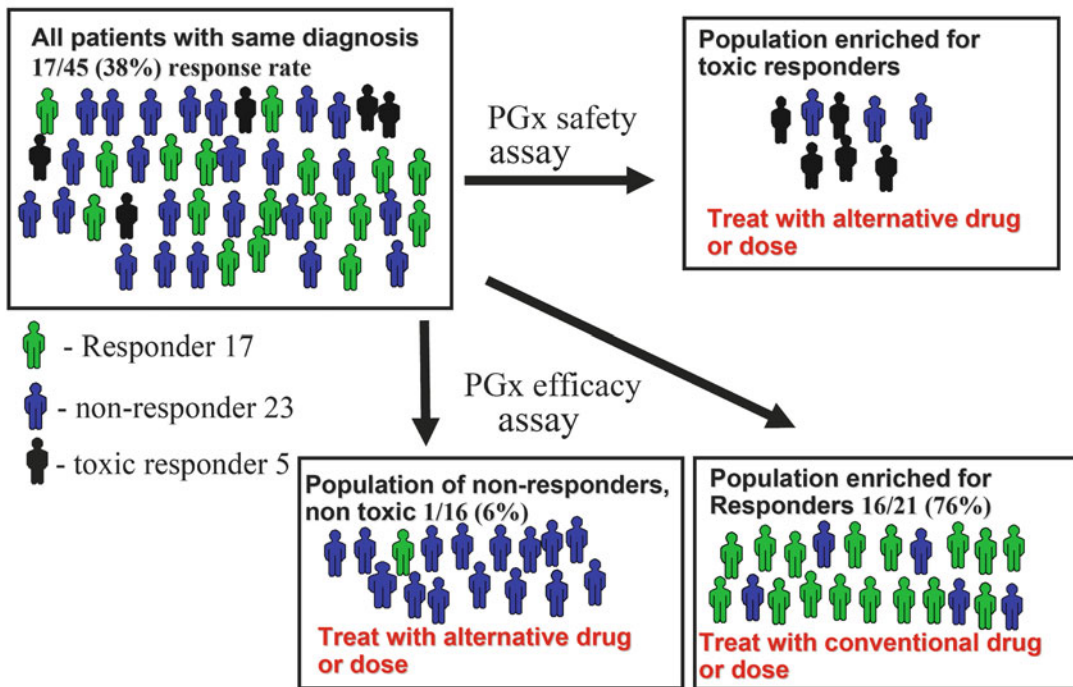 All patients with same diagnosis
17/45 (38%) response rate
PGx safety
assay
Population enriched for
toxic responders
Treat with alternative drug
or dose
- Responder 17
- non-responder 23
- toxic responder 5
PGx efficacy
assay
Population of non-responders,
non toxic 1/16 (6%)
Treat with alternative drug
or dose
Population enriched for
Responders 16/21 (76%)
Treat with conventional drug
or dose